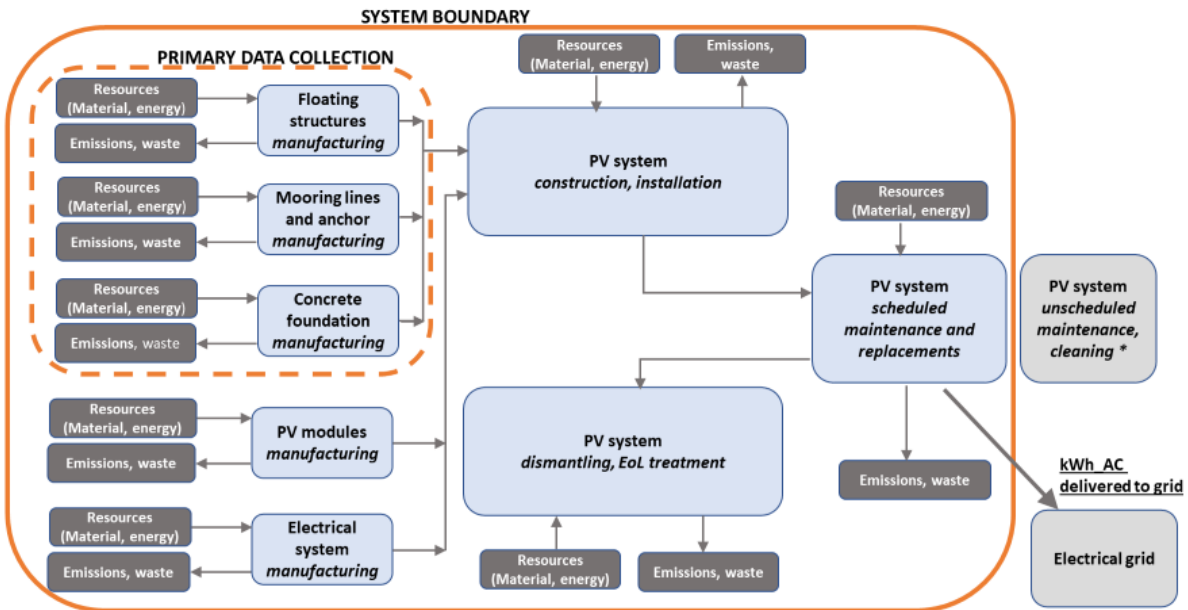 SYSTEM BOUNDARY
PRIMARY DATA COLLECTION
Resources
(Material, energy)
Emissions, waste
Floating
structures
manufacturing
Resources
(Material, energy)
Emissions, waste
Mooring lines
and anchor
manufacturing
Resources
(Material, energy)
Emissions, waste
Concrete
foundation
manufacturing
Resources
(Material, energy)
Emissions, waste
PV modules
manufacturing
Resources
(Material, energy)
Emissions, waste
Electrical
system
manufacturing
Resources
(Material, energy)
Emissions,
waste
PV system
construction, installation
Resources
(Material, energy)
PV system
scheduled
maintenance and
replacements
Emissions, waste
PV system
unscheduled
maintenance,
cleaning *
PV system
dismantling, EoL treatment
Resources
(Material, energy)
Emissions, waste
kWh_AC
delivered to grid
Electrical grid